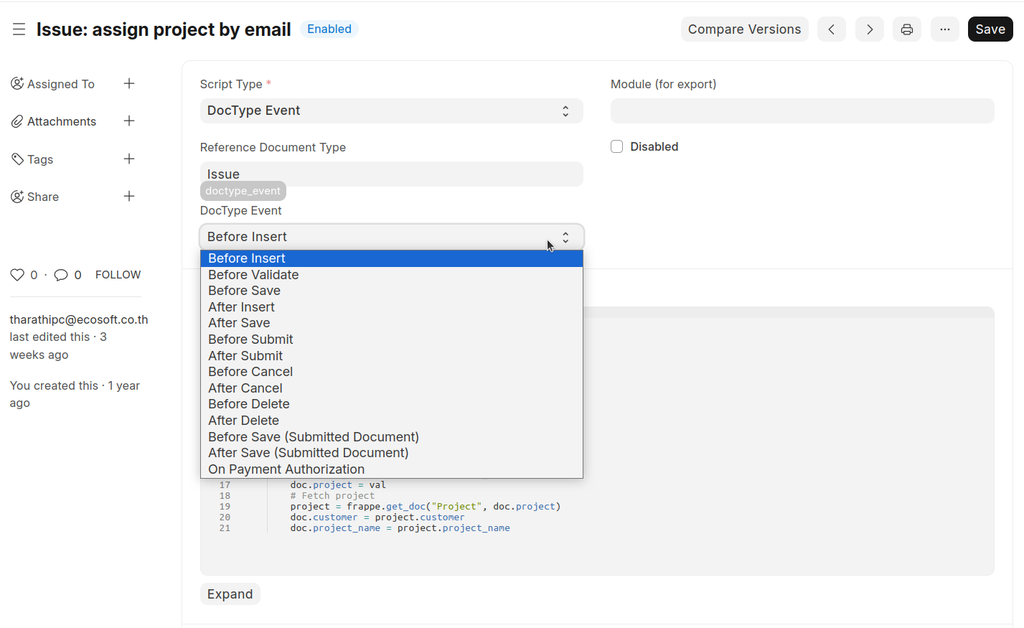 Issue: assign project by email
Enabled
Compare Versions
Save
Assigned To
Attachments
Tags
Share
0 · 0 FOLLOW
tharathipc@ecosoft.co.th
last edited this · 3
weeks ago
You created this · 1 year
ago
Script Type *
DocType Event
Module (for export)
Disabled
Reference Document Type
Issue
doctype_event
DocType Event
Before Insert
Before Insert
Before Validate
Before Save
After Insert
After Save
Before Submit
After Submit
Before Cancel
After Cancel
Before Delete
After Delete
Before Save (Submitted Document)
After Save (Submitted Document)
On Payment Authorization
17 doc.project = val
18 # Fetch project
19 project = frappe.get_doc("Project", doc.project)
20 doc.customer = project.customer
21 doc.project_name = project.project_name
Expand